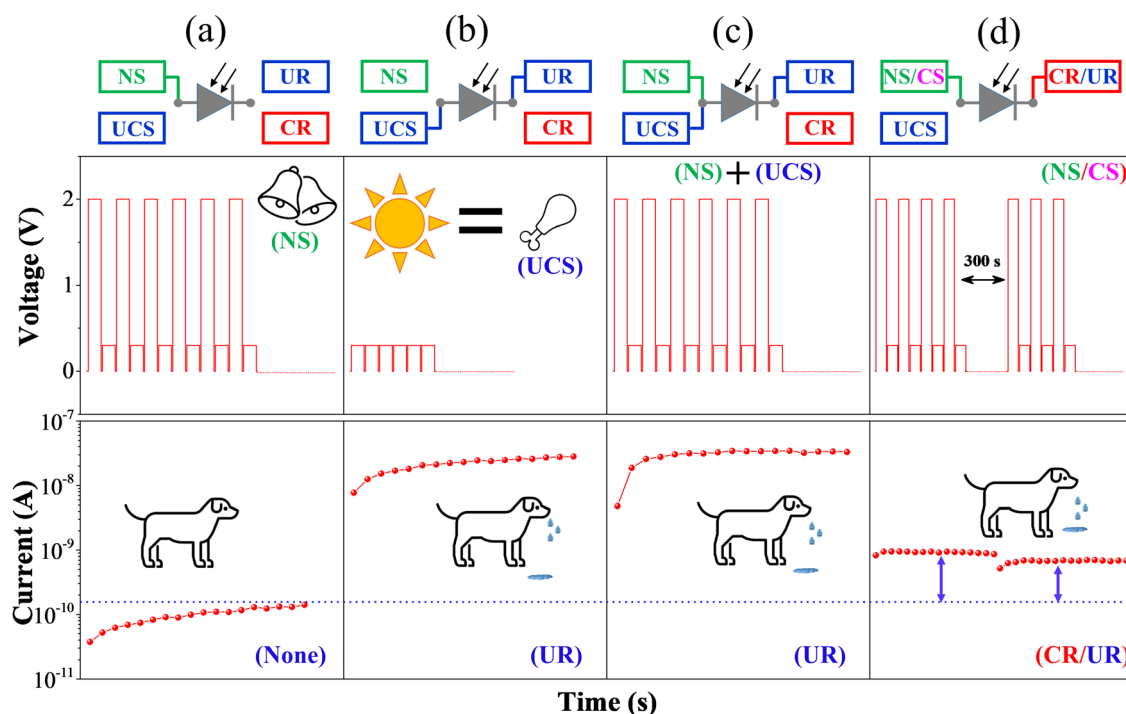 (a) (b) (c) (d)
NS UR NS UR NS UR NS/CS CR/UR
UCS CR UCS CR UCS CR UCS
(NS) + (UCS) (NS/CS)
2
(NS)
(UCS)
300 s
1
0
Voltage (V)
10⁻⁷
10⁻⁸
10⁻⁹
10⁻¹⁰
10⁻¹¹
Current (A)
(None) (UR) (UR) (CR/UR)
Time (s)